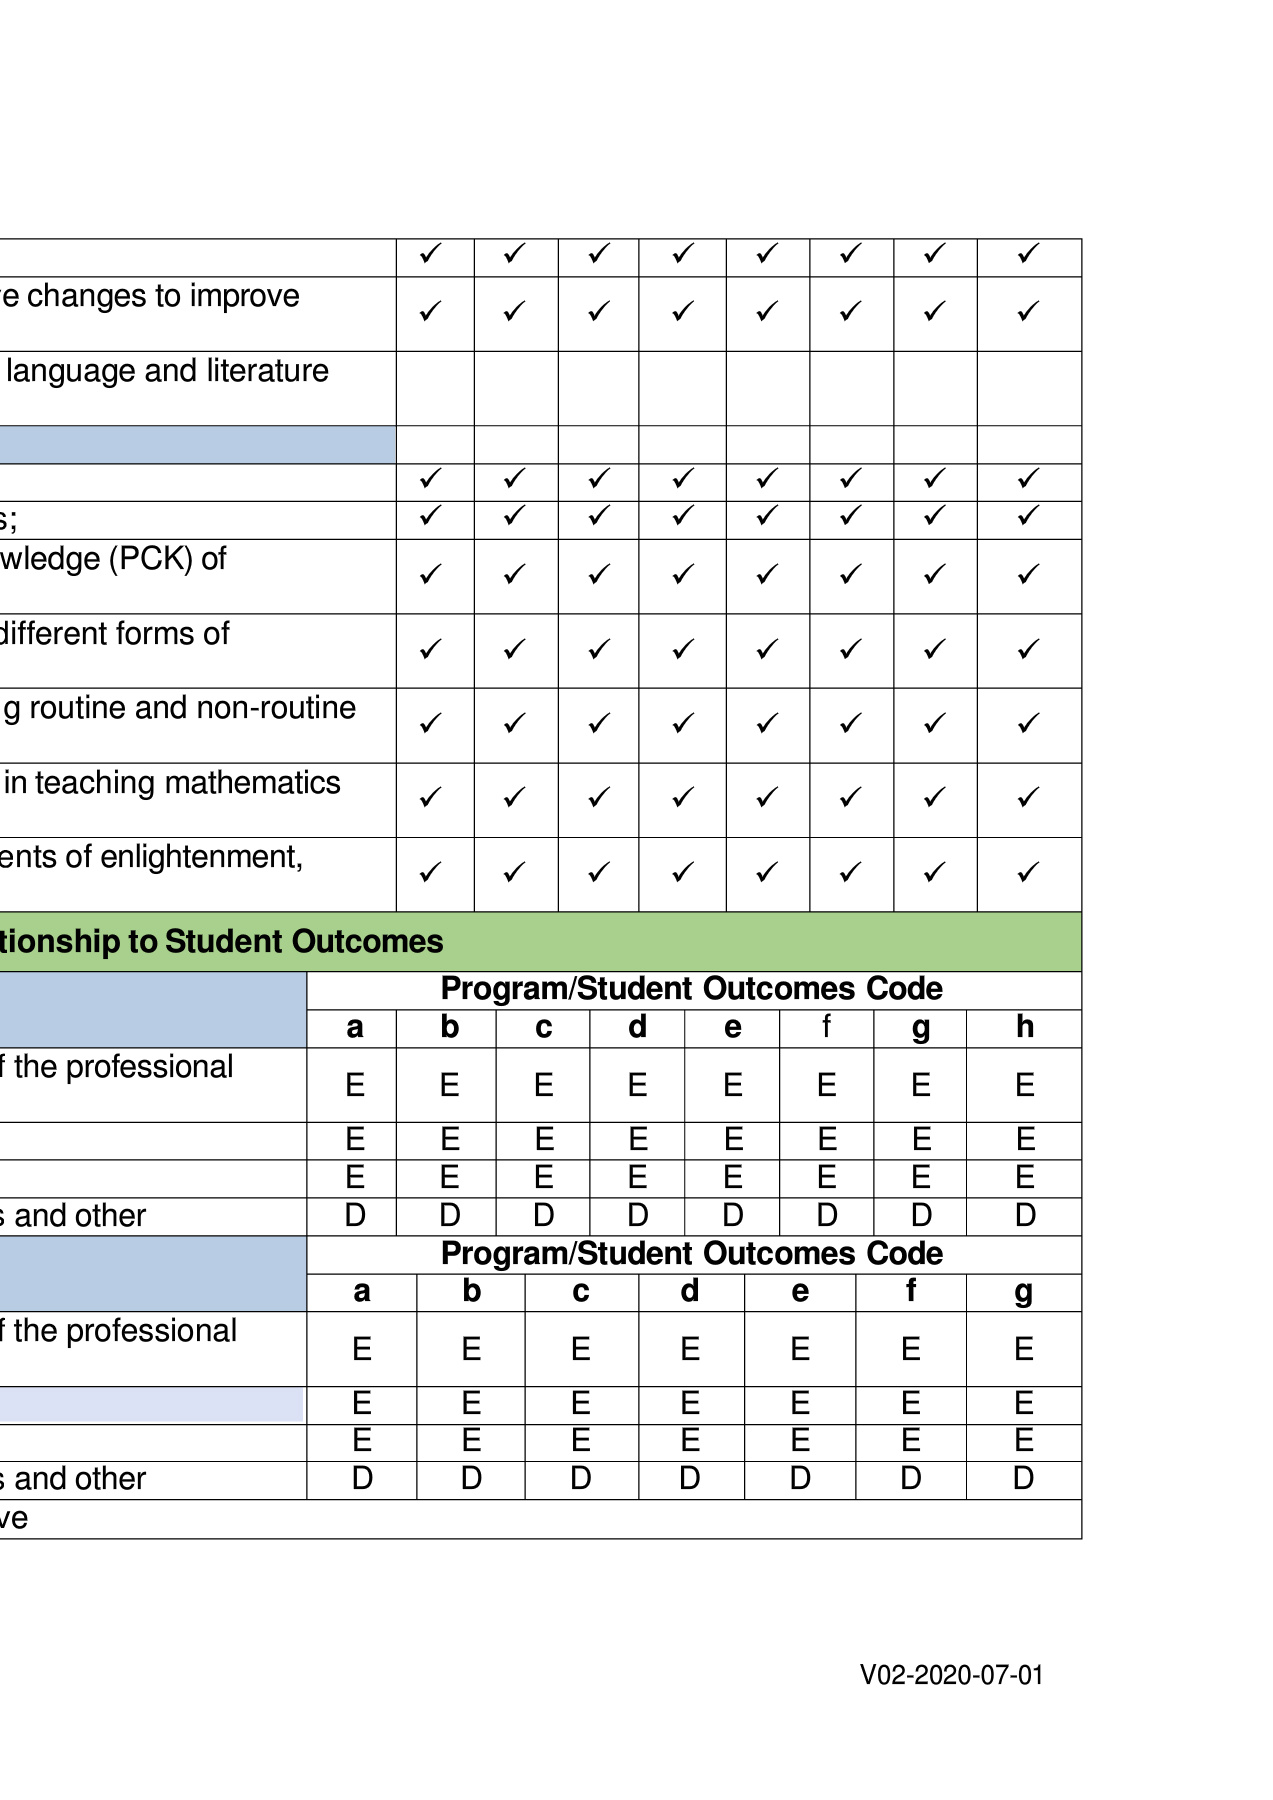 ✓ ✓ ✓ ✓ ✓ ✓ ✓ ✓
changes to improve ✓ ✓ ✓ ✓ ✓ ✓ ✓ ✓
language and literature
✓ ✓ ✓ ✓ ✓ ✓ ✓ ✓
s; ✓ ✓ ✓ ✓ ✓ ✓ ✓ ✓
wledge (PCK) of ✓ ✓ ✓ ✓ ✓ ✓ ✓ ✓
different forms of ✓ ✓ ✓ ✓ ✓ ✓ ✓ ✓
g routine and non-routine ✓ ✓ ✓ ✓ ✓ ✓ ✓ ✓
in teaching mathematics ✓ ✓ ✓ ✓ ✓ ✓ ✓ ✓
ents of enlightenment, ✓ ✓ ✓ ✓ ✓ ✓ ✓ ✓
tionship to Student Outcomes
Program/Student Outcomes Code
a b c d e f g h
f the professional E E E E E E E E
E E E E E E E E
E E E E E E E E
s and other D D D D D D D D
Program/Student Outcomes Code
a b c d e f g
f the professional E E E E E E E
E E E E E E E
E E E E E E E
s and other D D D D D D D
ve
V02-2020-07-01